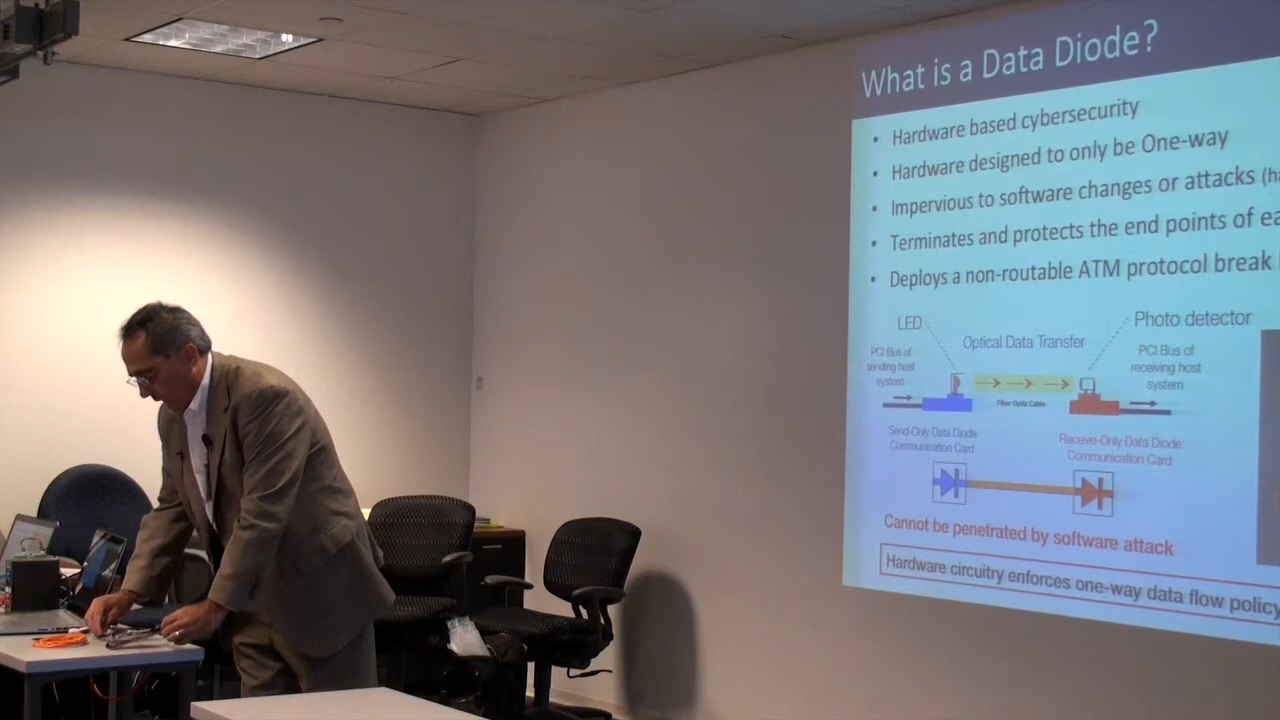 What is a Data Diode?
• Hardware based cybersecurity
• Hardware designed to only be One-way
• Impervious to software changes or attacks
• Terminates and protects the end points of
• Deploys a non-routable ATM protocol break
LED
Optical Data Transfer
Photo detector
PCI Bus of
sending host
system
PCI Bus of
receiving host
system
Fiber Optic Cable
Send-Only Data Diode
Communication Card
Receive-Only Data Diode
Communication Card
Cannot be penetrated by software attack
Hardware circuitry enforces one-way data flow policy